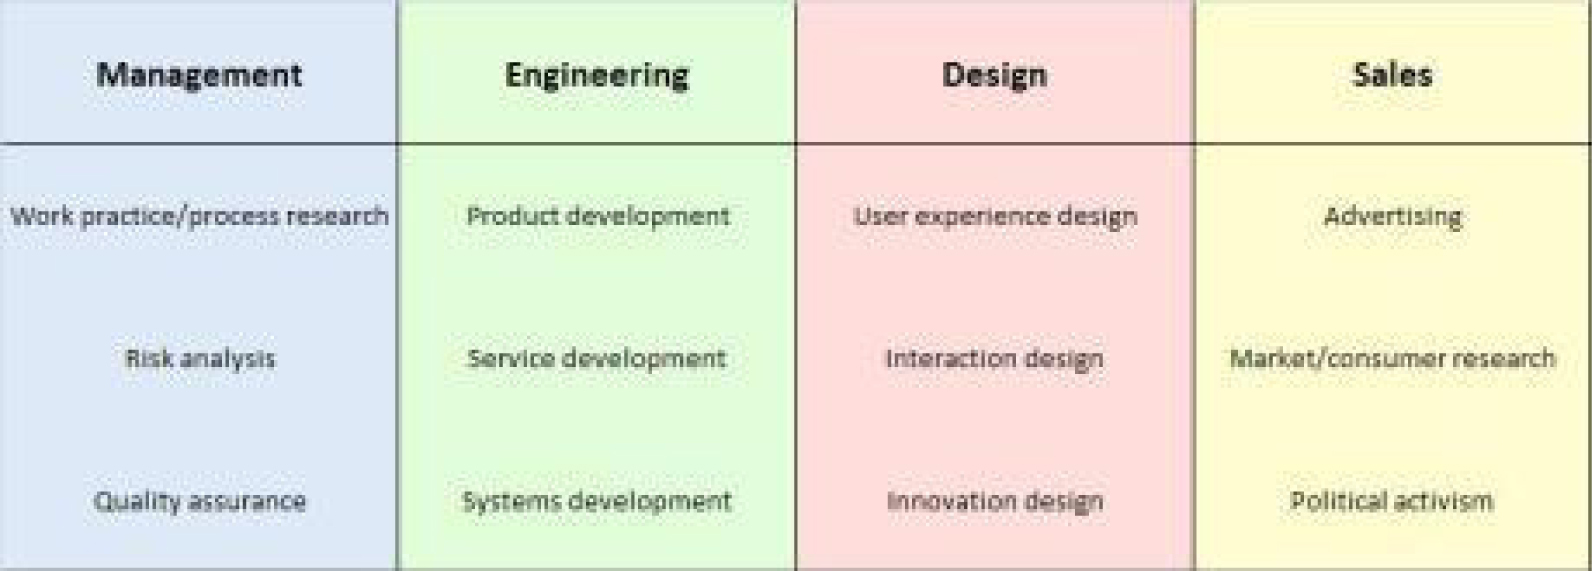 Management Engineering Design Sales
Work practice/process research Product development User experience design Advertising
Risk analysis Service development Interaction design Market/consumer research
Quality assurance Systems development Innovation design Political activism